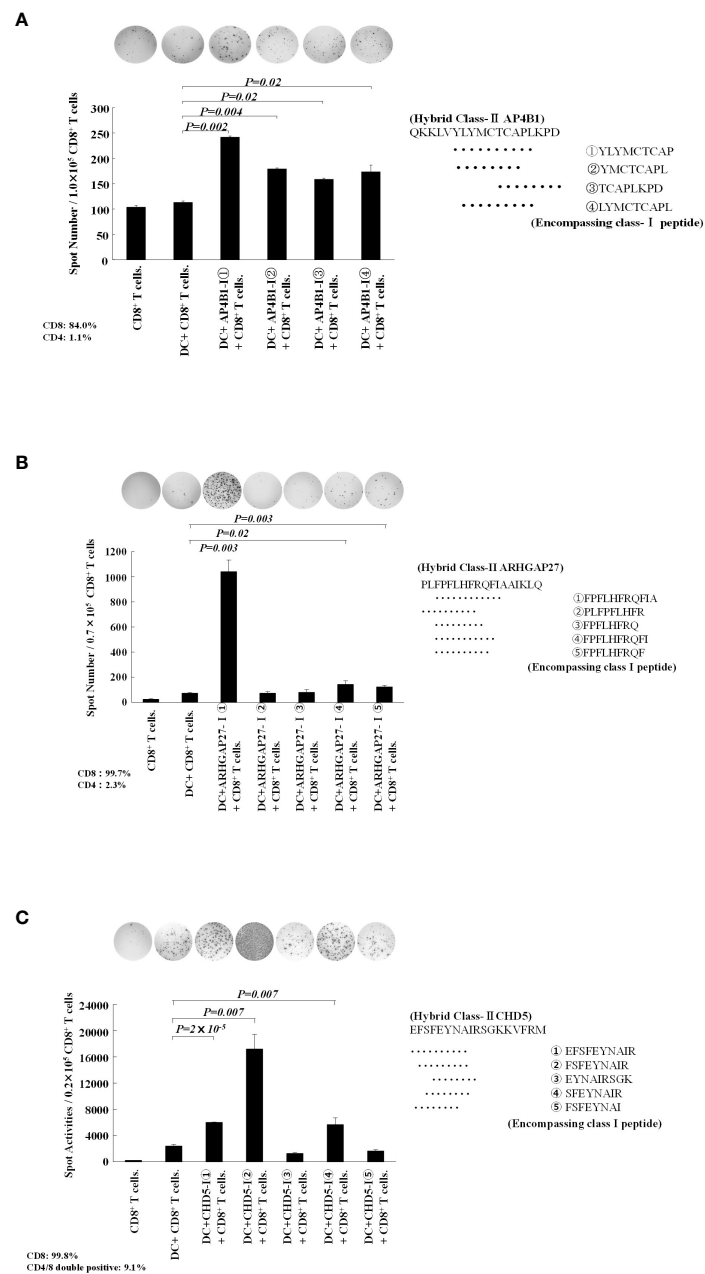 A
P=0.02
P=0.02
P=0.004
P=0.002
Spot Number / 1.0×10⁵ CD8⁺ T cells
300
250
200
150
100
50
0
CD8⁺ T cells.
DC+ CD8⁺ T cells.
DC+ AP4B1-I①
+ CD8⁺ T cells.
DC+ AP4B1-I②
+ CD8⁺ T cells.
DC+ AP4B1-I③
+ CD8⁺ T cells.
DC+ AP4B1-I④
+ CD8⁺ T cells.
CD8: 84.0%
CD4: 1.1%
(Hybrid Class-Ⅱ AP4B1)
QKKLVYLYMCTCAPLKPD
①YLYMCTCAP
②YMCTCAPL
③TCAPLKPD
④LYMCTCAPL
(Encompassing class-Ⅰ peptide)
B
P=0.003
P=0.02
P=0.003
Spot Number / 0.7×10⁵ CD8⁺ T cells
1200
1000
800
600
400
200
0
CD8⁺ T cells.
DC+ CD8⁺ T cells.
DC+ARHGAP27-Ⅰ①
+ CD8⁺ T cells.
DC+ARHGAP27-Ⅰ②
+ CD8⁺ T cells.
DC+ARHGAP27-Ⅰ③
+ CD8⁺ T cells.
DC+ARHGAP27-Ⅰ④
+ CD8⁺ T cells.
DC+ARHGAP27-Ⅰ⑤
+ CD8⁺ T cells.
CD8 : 99.7%
CD4 : 2.3%
(Hybrid Class-Ⅱ ARHGAP27)
PLFPFLHFRQFIAAIKLQ
①FPFLHFRQFIA
②PLFPFLHFR
③FPFLHFRQ
④FPFLHFRQFI
⑤FPFLHFRQF
(Encompassing class I peptide)
C
P=0.007
P=0.007
P=2×10⁻⁵
Spot Activities / 0.2×10⁵ CD8⁺ T cells
24000
20000
16000
12000
8000
4000
0
CD8⁺ T cells.
DC+ CD8⁺ T cells.
DC+CHD5-I①
+ CD8⁺ T cells.
DC+CHD5-I②
+ CD8⁺ T cells.
DC+CHD5-I③
+ CD8⁺ T cells.
DC+CHD5-I④
+ CD8⁺ T cells.
DC+CHD5-I⑤
+ CD8⁺ T cells.
CD8: 99.8%
CD4/8 double positive: 9.1%
(Hybrid Class-ⅡCHD5)
EFSFEYNAIRSGKKVFRM
① EFSFEYNAIR
② FSFEYNAIR
③ EYNAIRSGK
④ SFEYNAIR
⑤ FSFEYNAI
(Encompassing class I peptide)